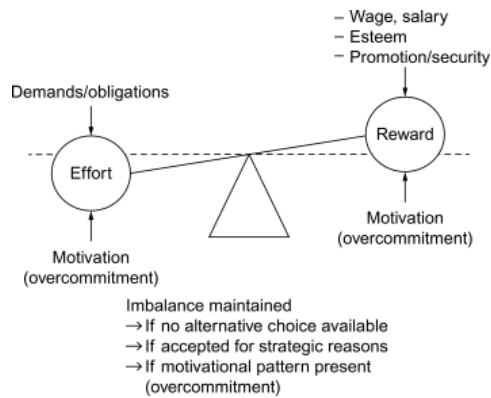 – Wage, salary
– Esteem
– Promotion/security
Demands/obligations
Reward
Effort
Motivation
(overcommitment)
Motivation
(overcommitment)
Imbalance maintained
→ If no alternative choice available
→ If accepted for strategic reasons
→ If motivational pattern present
(overcommitment)